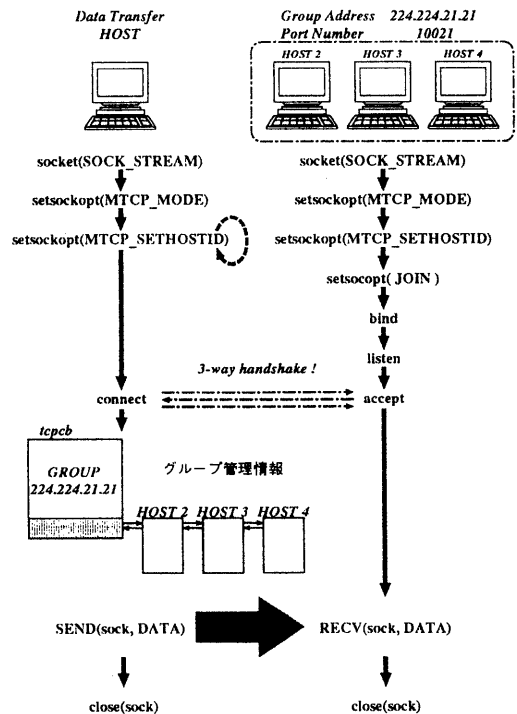 Data Transfer
HOST
Group Address 224.224.21.21
Port Number 10021
HOST 2 HOST 3 HOST 4
socket(SOCK_STREAM)
socket(SOCK_STREAM)
setsockopt(MTCP_MODE)
setsockopt(MTCP_MODE)
setsockopt(MTCP_SETHOSTID)
setsockopt(MTCP_SETHOSTID)
setsocopt( JOIN )
bind
listen
3-way handshake !
connect
accept
tcpcb
GROUP
224.224.21.21
グループ管理情報
HOST 2 HOST 3 HOST 4
SEND(sock, DATA)
RECV(sock, DATA)
close(sock)
close(sock)